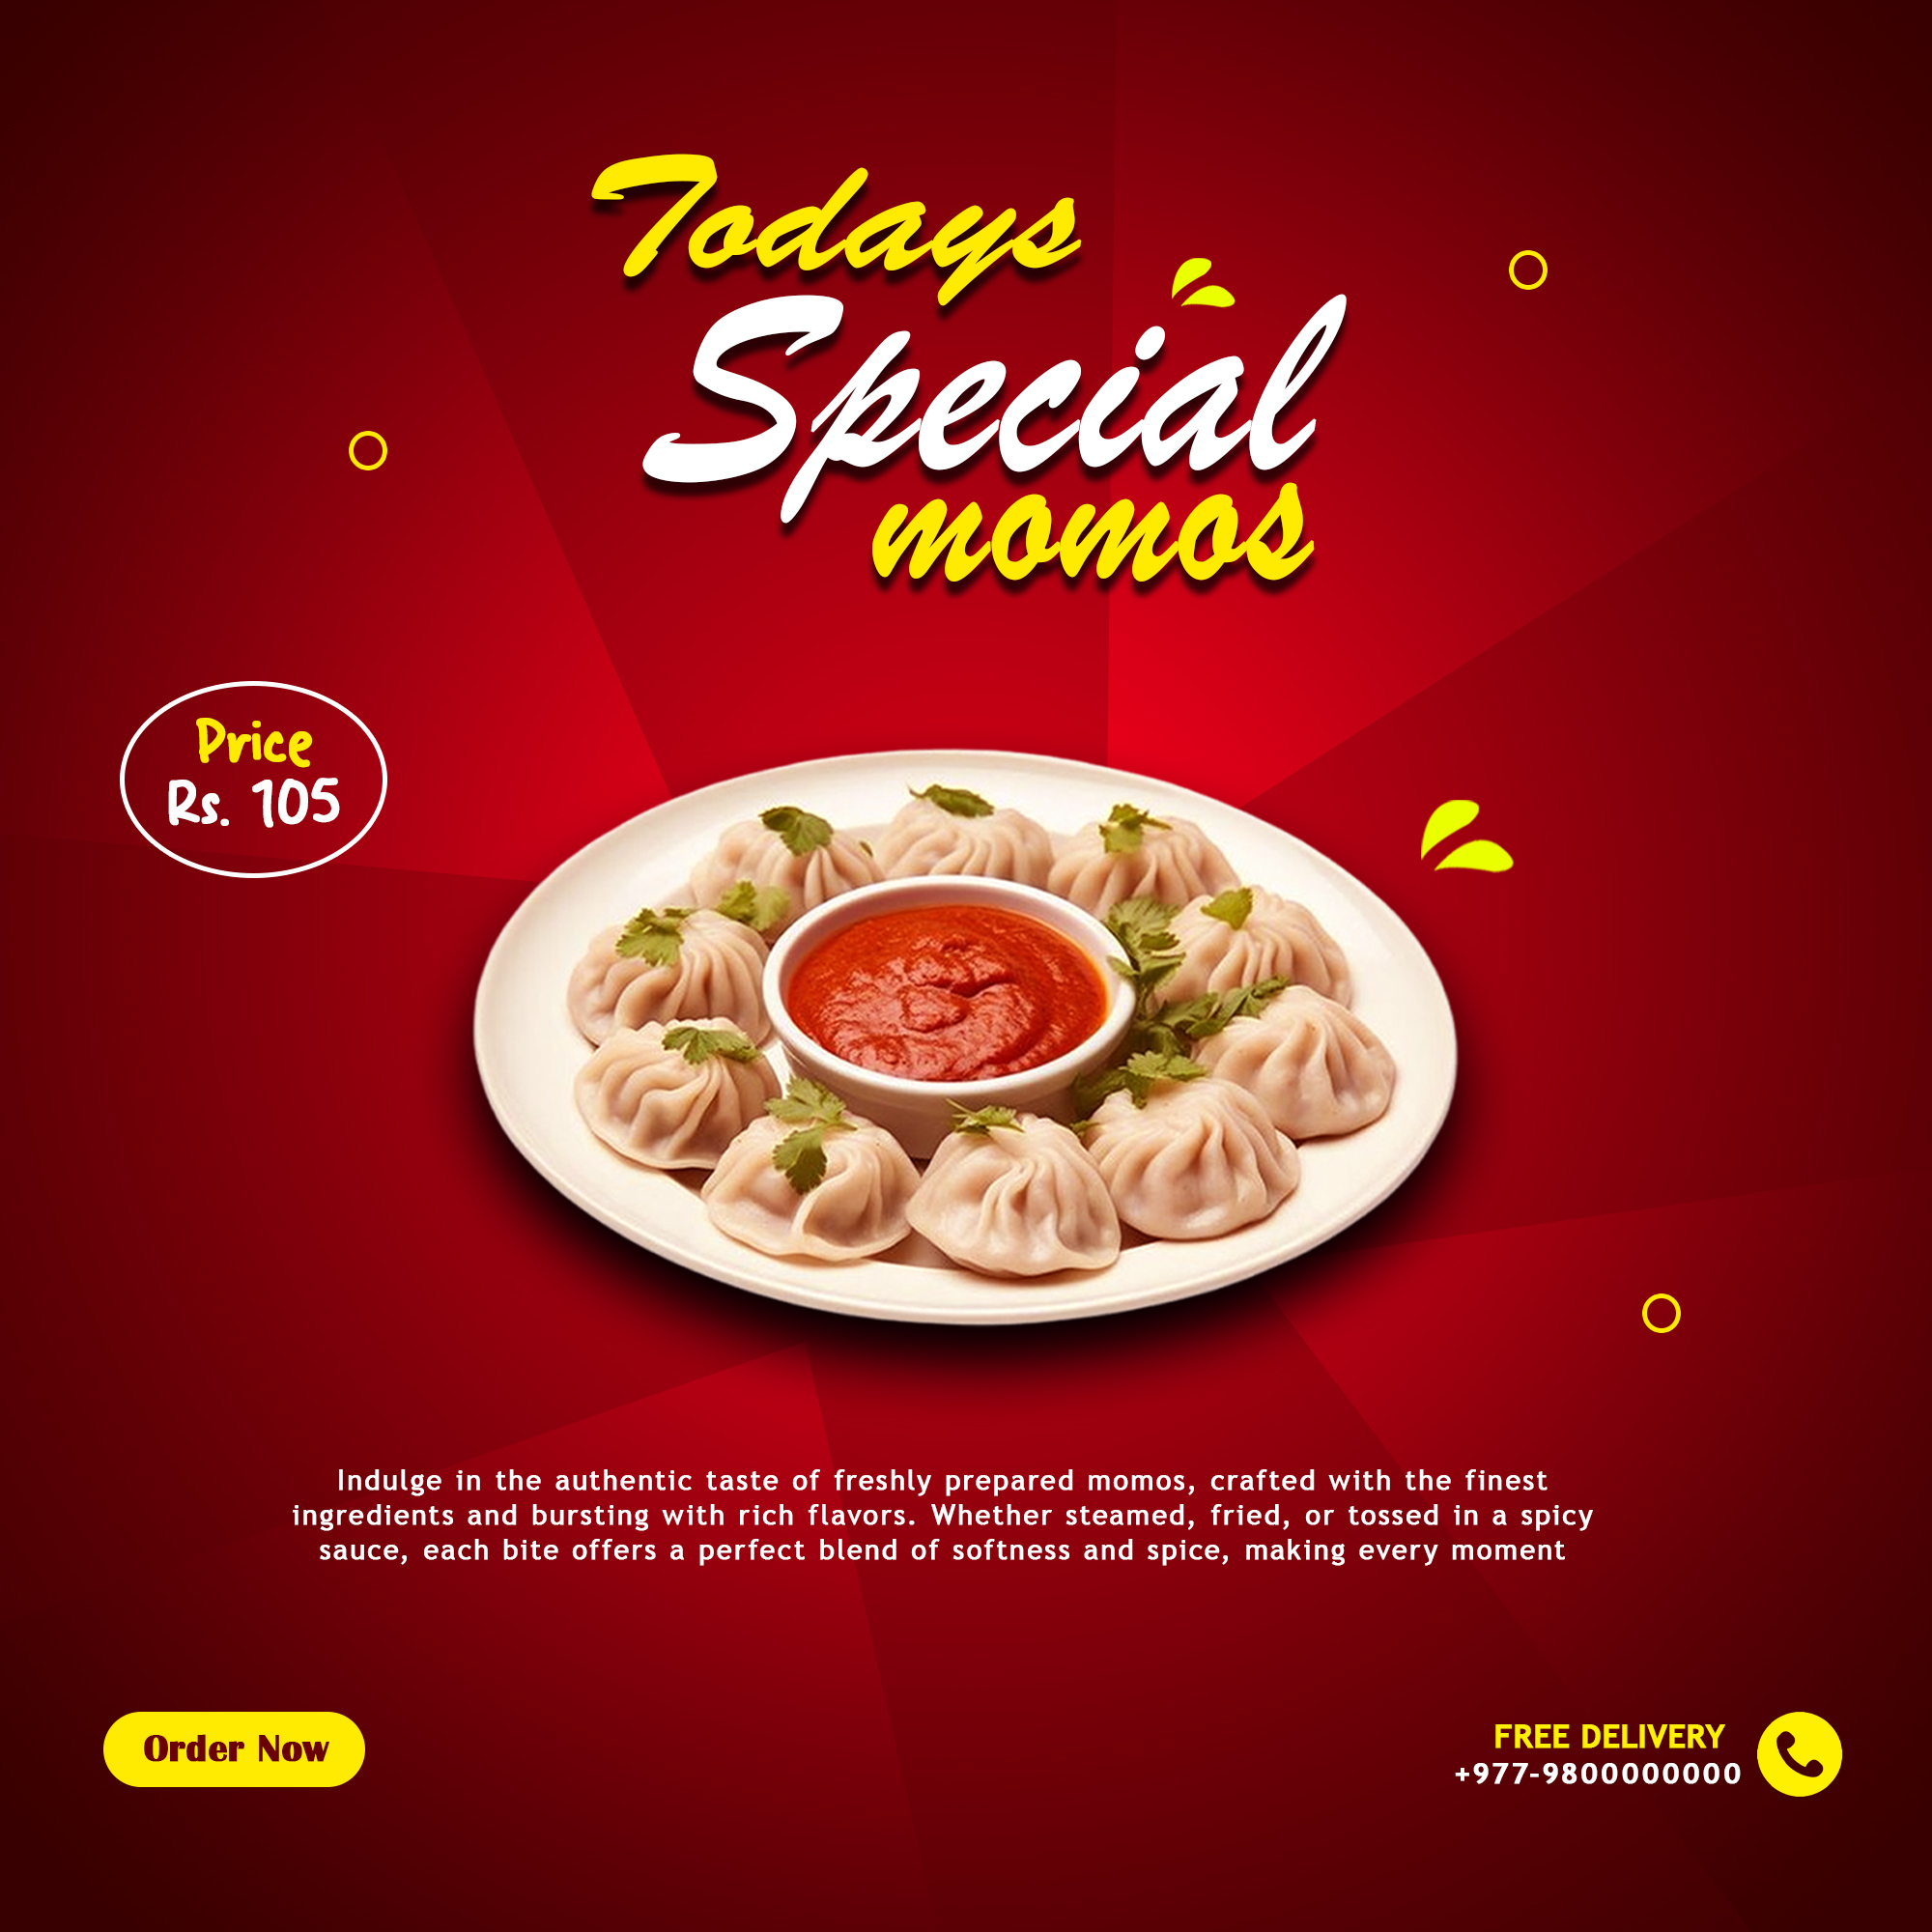 Todays
Special
momos
Price
Rs. 105
Indulge in the authentic taste of freshly prepared momos, crafted with the finest
ingredients and bursting with rich flavors. Whether steamed, fried, or tossed in a spicy
sauce, each bite offers a perfect blend of softness and spice, making every moment
Order Now
FREE DELIVERY
+977-9800000000